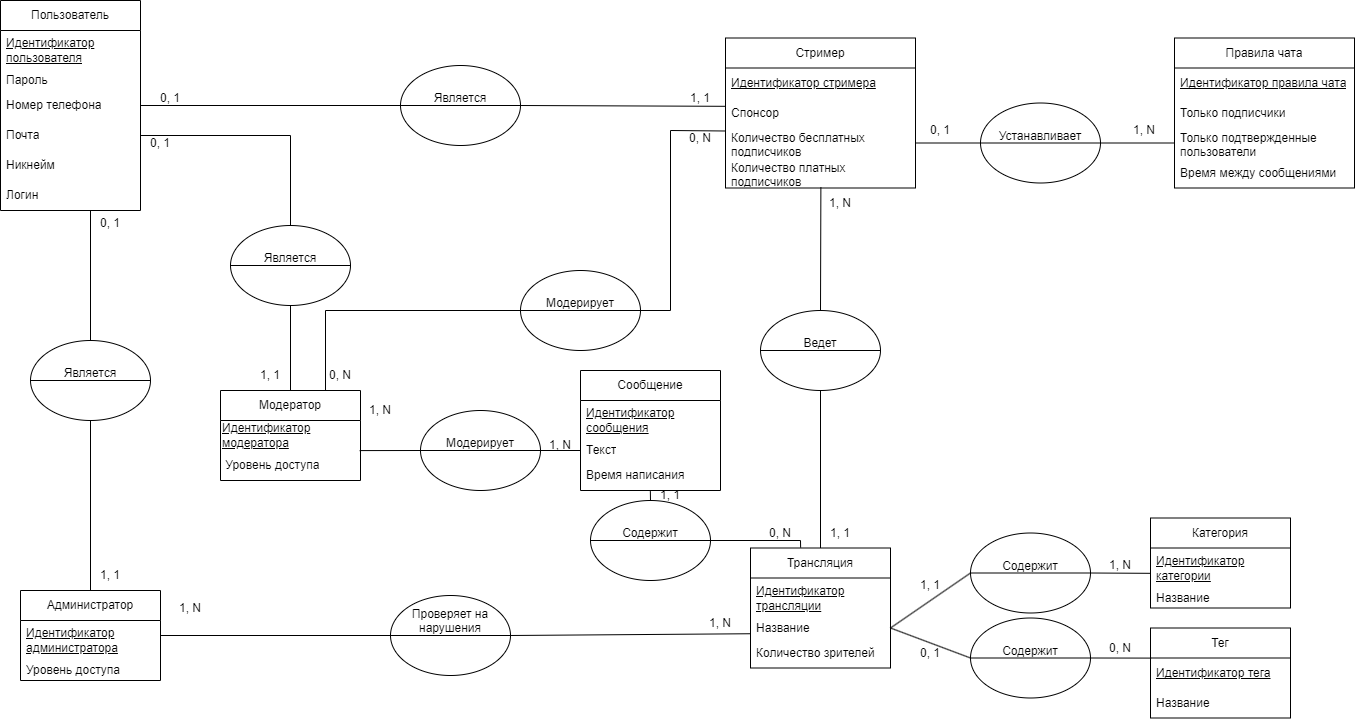 Пользователь
Идентификатор
пользователя
Пароль
Номер телефона
Почта
Никнейм
Логин
0, 1
Является
1, 1
0, 1
0, 1
Стример
Идентификатор стримера
Спонсор
Количество бесплатных
подписчиков
Количество платных
подписчиков
0, N
0, 1
Устанавливает
1, N
Правила чата
Идентификатор правила чата
Только подписчики
Только подтвержденные
пользователи
Время между сообщениями
1, N
Является
Модерирует
Ведет
Является
1, 1
0, N
Модератор
Идентификатор
модератора
Уровень доступа
1, N
Модерирует
1, N
Сообщение
Идентификатор
сообщения
Текст
Время написания
1, 1
Содержит
0, N
1, 1
1, 1
Администратор
Идентификатор
администратора
Уровень доступа
1, N
Проверяет на
нарушения
1, N
Трансляция
Идентификатор
трансляции
Название
Количество зрителей
1, 1
Содержит
1, N
Категория
Идентификатор
категории
Название
0, 1
Содержит
0, N
Тег
Идентификатор тега
Название